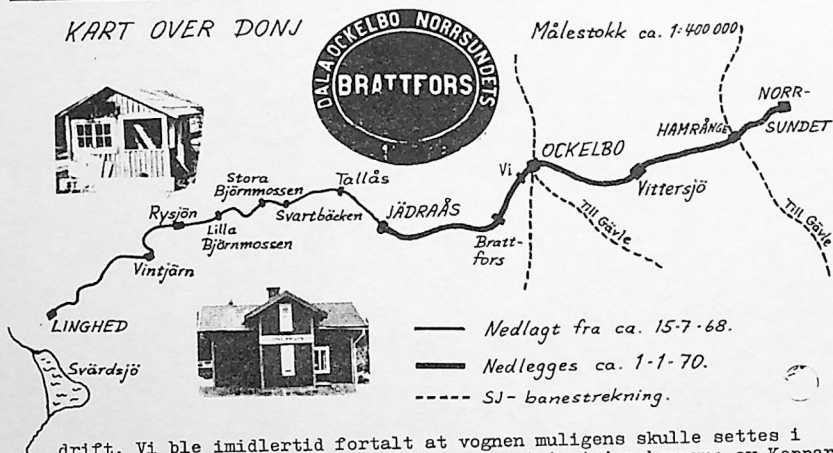 KART OVER DONJ
DALA OCKELBO NORRSUNDETS
BRATTFORS
Målestokk ca. 1:400 000
NORR-
SUNDET
HAMRÅNGE
OCKELBO
Vi
Vittersjö
Till Gävle
Till Gävle
Stora
Björnmossen
Tallås
Svartbäcken
JÄDRAÅS
Rysjön
Lilla
Björnmossen
Bratt-
fors
Vintjärn
LINGHED
Svärdsjö
Nedlagt fra ca. 15-7-68.
Nedlegges ca. 1-1-70.
SJ-banestrekning.
drift. Vi ble imidlertid fortalt at vognen muligens skulle settes i